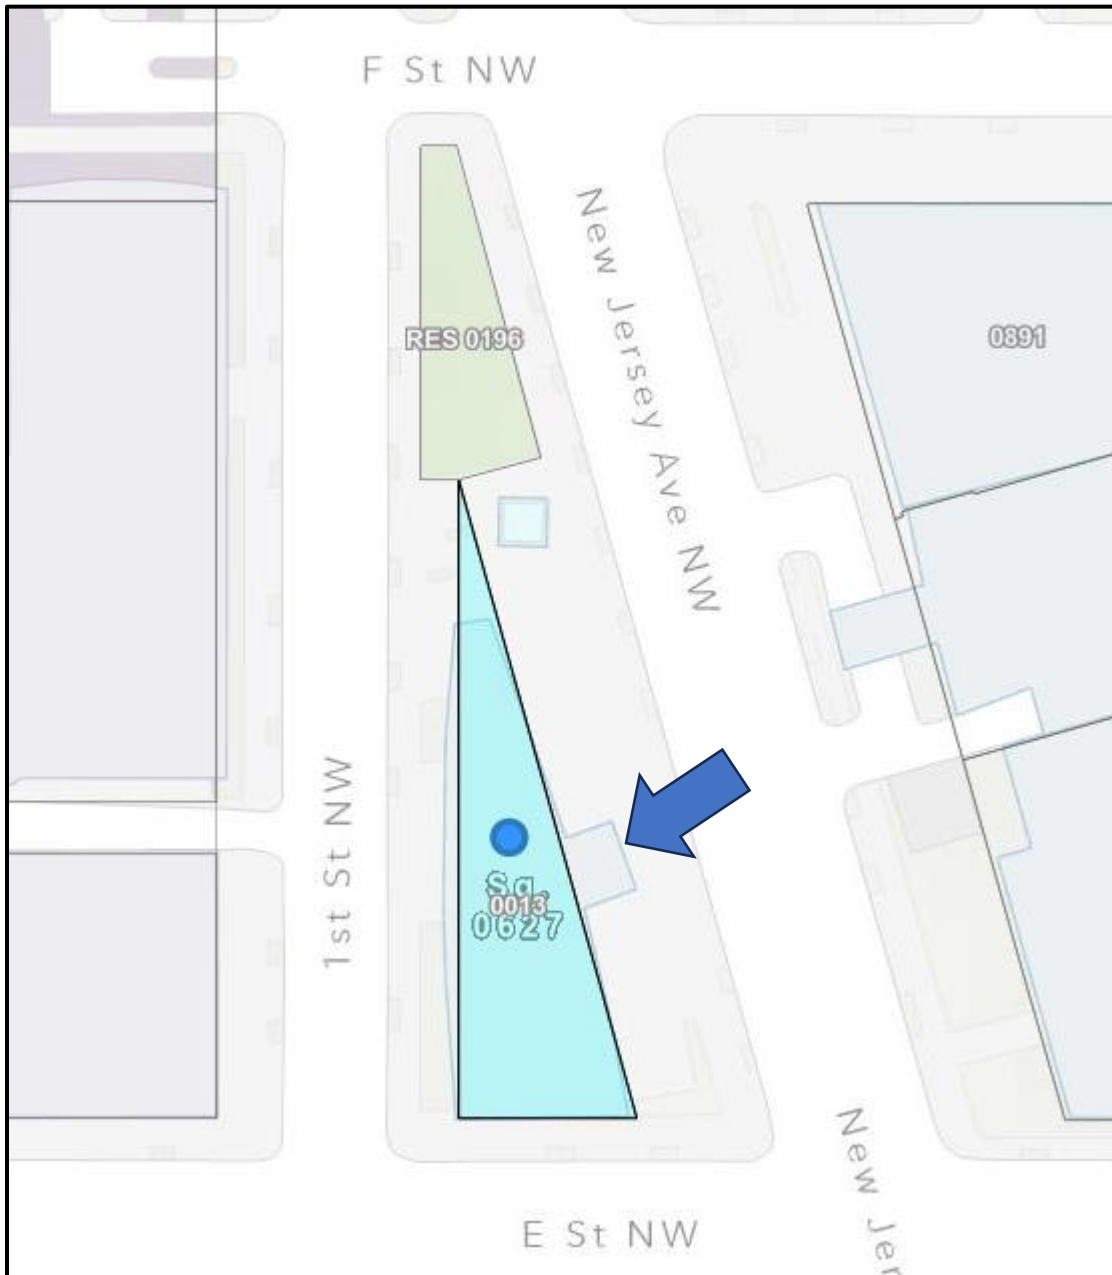 F St NW
New Jersey Ave NW
RES 0196
0891
1st St NW
Sq.
0013
0627
New Jer
E St NW